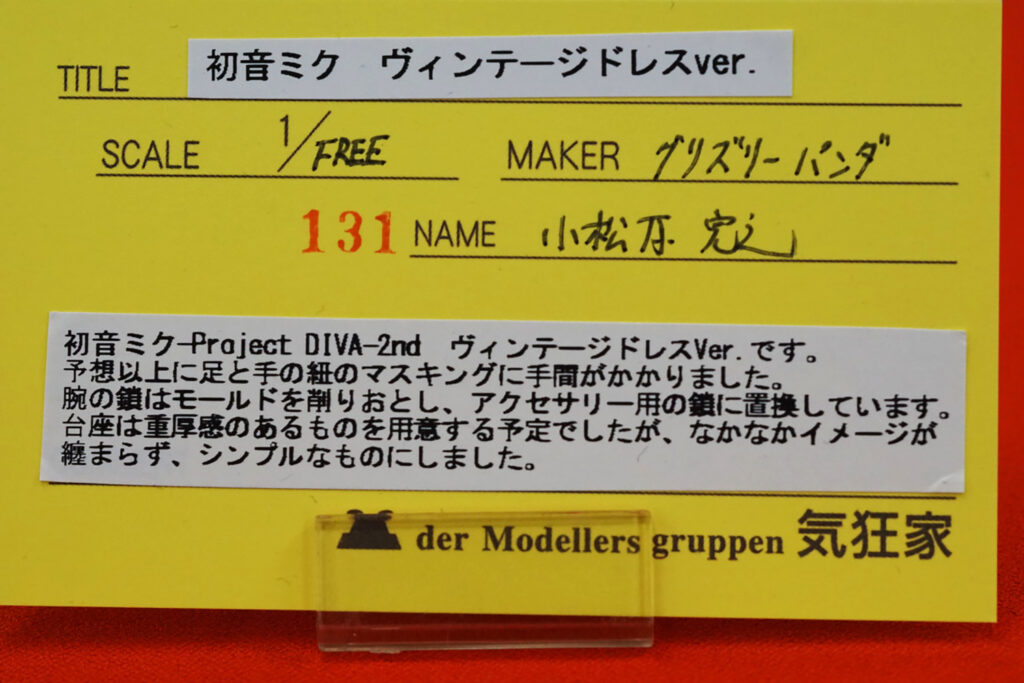 TITLE 初音ミク ヴィンテージドレスver.
SCALE 1/FREE MAKER グリズリーパンダ
131 NAME 小松原 宏之
初音ミク-Praject DIVA-2nd ヴィンテージドレスVer.です。
予想以上に足と手の紐のマスキングに手間がかかりました。
腕の鎖はモールドを削りおとし、アクセサリー用の鎖に置換しています。
台座は重厚感のあるものを用意する予定でしたが、なかなかイメージが
纏まらず、シンプルなものにしました。
der Modellers gruppen 気狂家